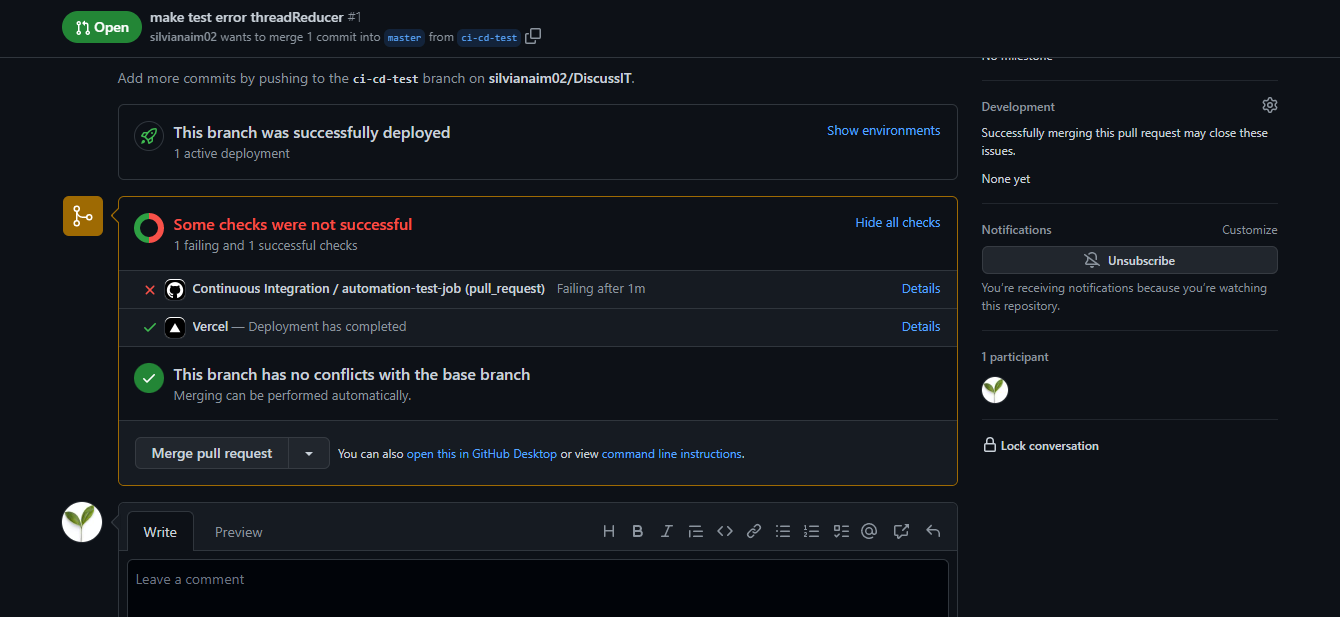 Open
make test error threadReducer #1
silvianaim02 wants to merge 1 commit into master from ci-cd-test
Add more commits by pushing to the ci-cd-test branch on silvianaim02/DiscussIT.
This branch was successfully deployed
1 active deployment
Show environments
Some checks were not successful
1 failing and 1 successful checks
Hide all checks
Continuous Integration / automation-test-job (pull_request) Failing after 1m
Details
Vercel — Deployment has completed
Details
This branch has no conflicts with the base branch
Merging can be performed automatically.
Merge pull request
You can also open this in GitHub Desktop or view command line instructions.
Write
Preview
Leave a comment
No milestone
Development
Successfully merging this pull request may close these
issues.
None yet
Notifications
Customize
Unsubscribe
You're receiving notifications because you're watching
this repository.
1 participant
Lock conversation